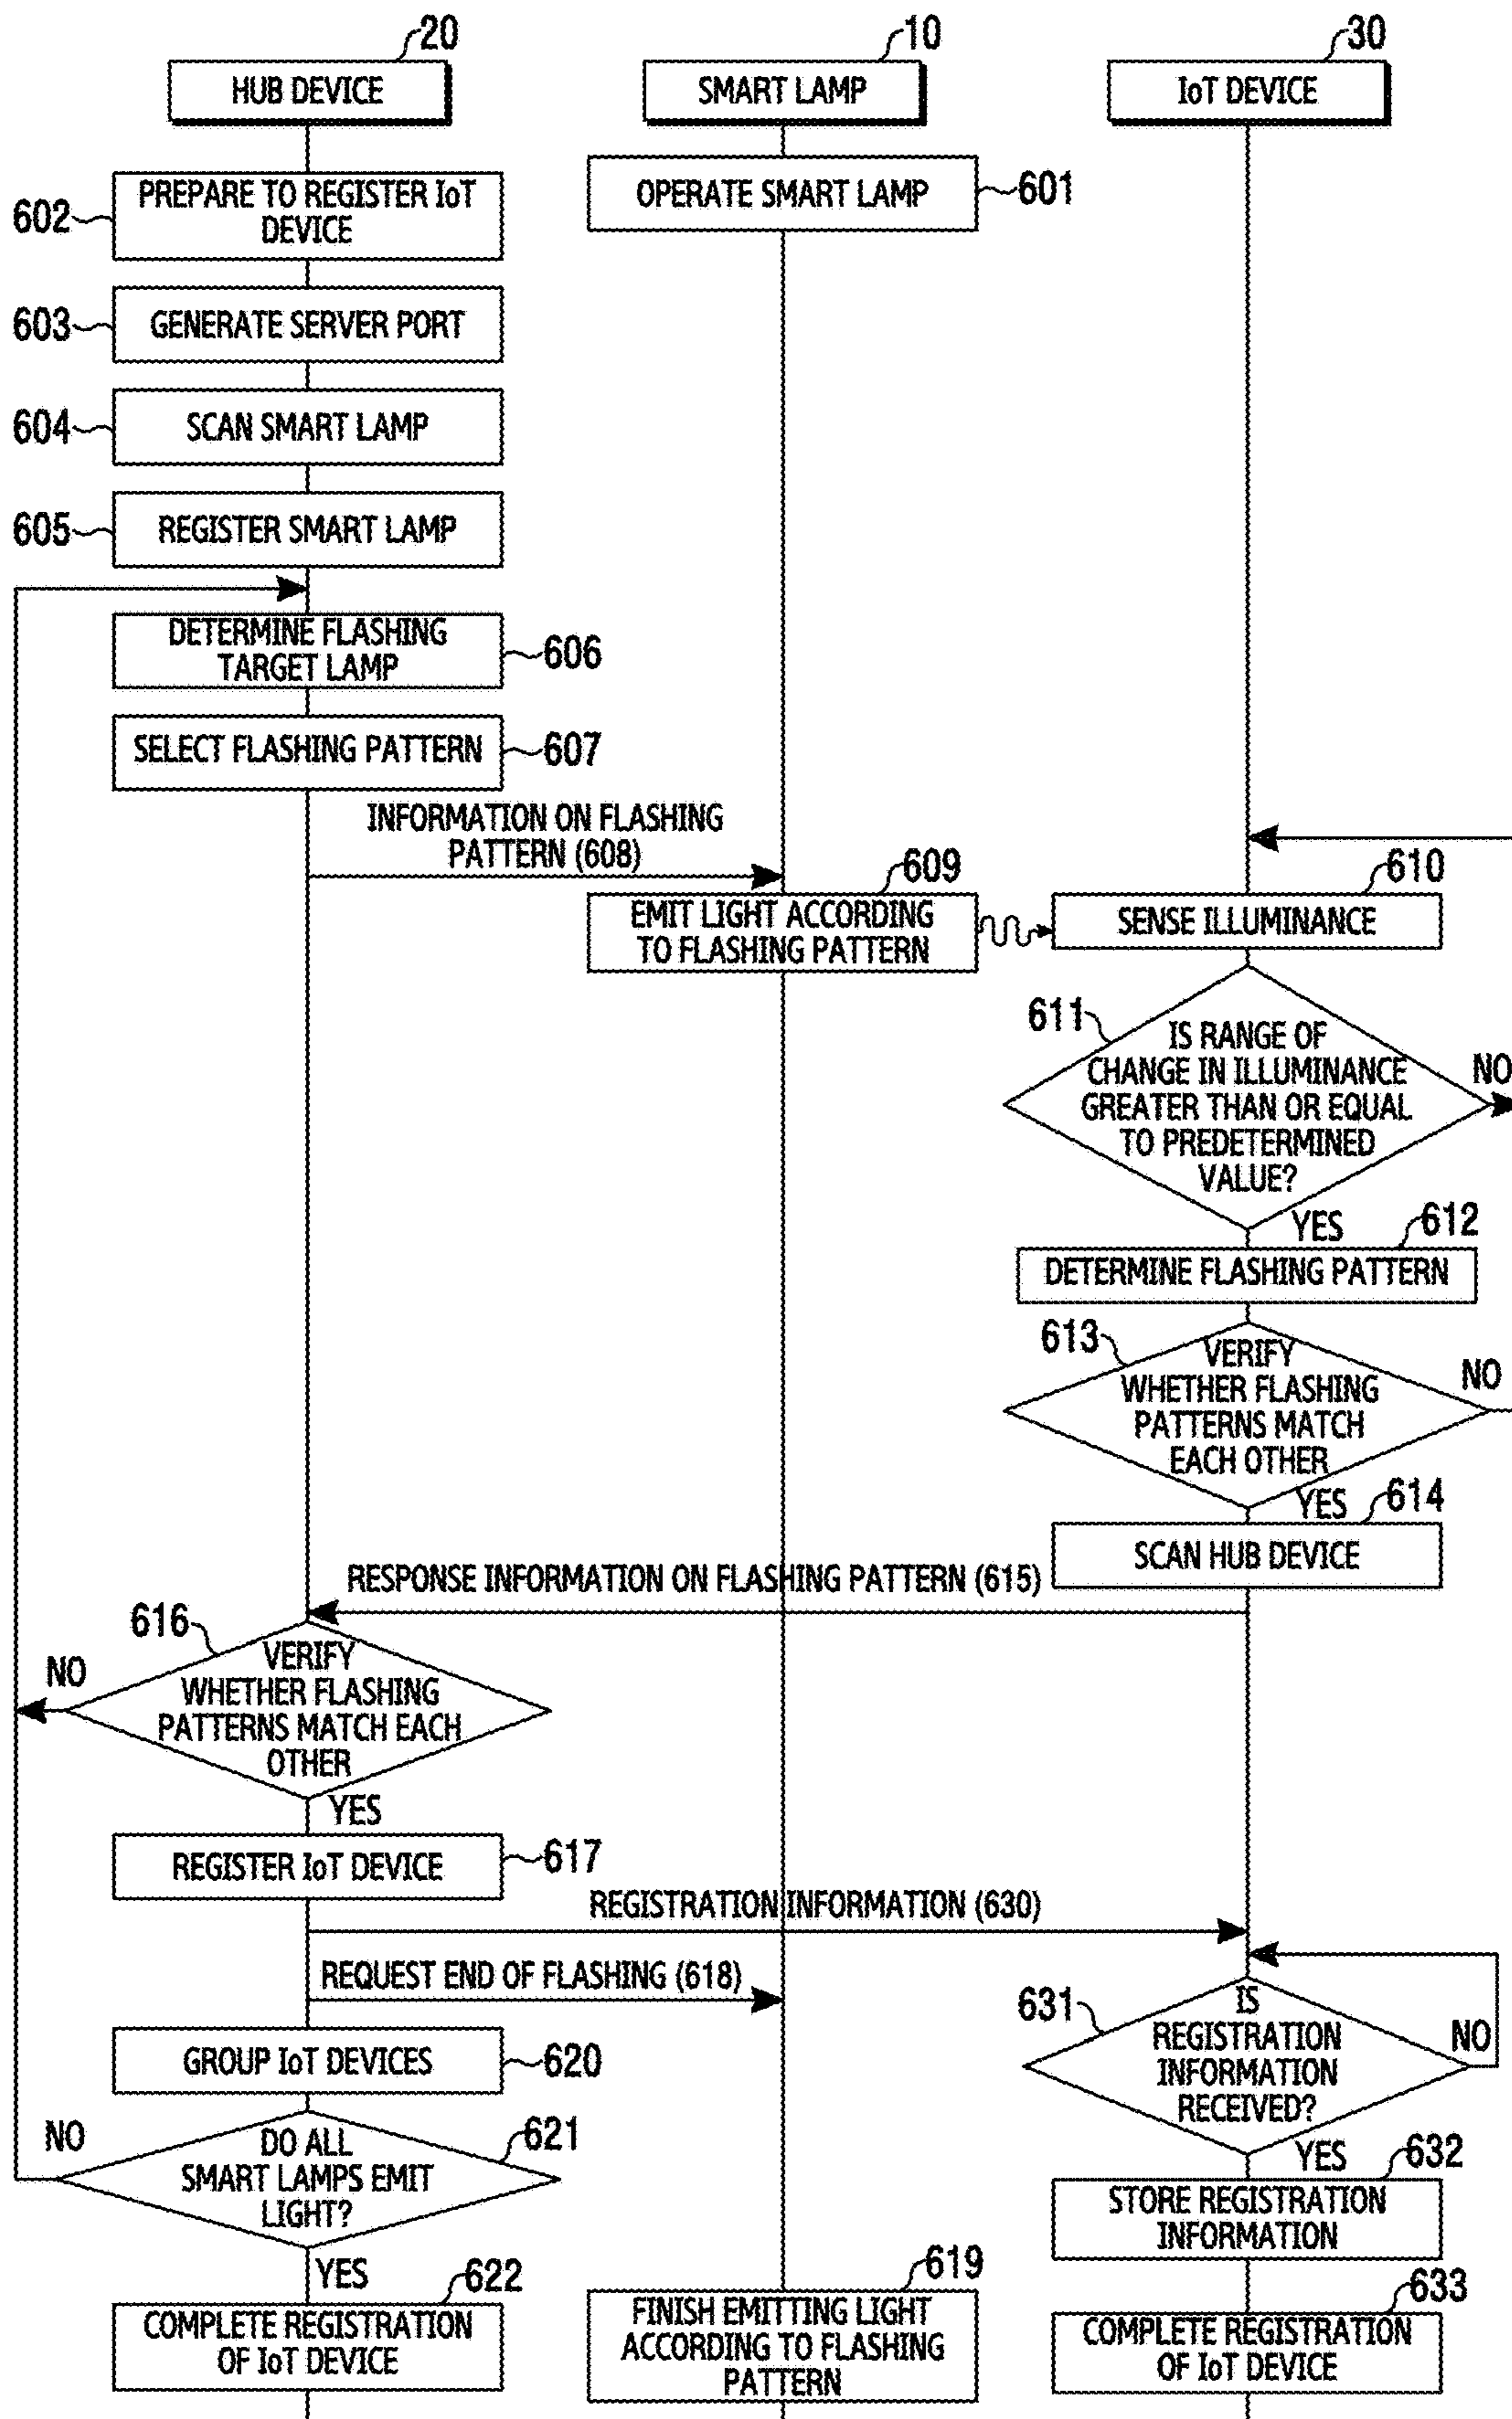 20
10
30
HUB DEVICE
SMART LAMP
IoT DEVICE
602
PREPARE TO REGISTER IoT
DEVICE
OPERATE SMART LAMP
601
603
GENERATE SERVER PORT
604
SCAN SMART LAMP
605
REGISTER SMART LAMP
DETERMINE FLASHING
TARGET LAMP
606
SELECT FLASHING PATTERN
607
INFORMATION ON FLASHING
PATTERN (608)
609
EMIT LIGHT ACCORDING
TO FLASHING PATTERN
610
SENSE ILLUMINANCE
611
IS RANGE OF
CHANGE IN ILLUMINANCE
GREATER THAN OR EQUAL
TO PREDETERMINED
VALUE?
NO
YES
612
DETERMINE FLASHING PATTERN
613
VERIFY
WHETHER FLASHING
PATTERNS MATCH
EACH OTHER
NO
YES
614
SCAN HUB DEVICE
RESPONSE INFORMATION ON FLASHING PATTERN (615)
616
VERIFY
WHETHER FLASHING
PATTERNS MATCH EACH
OTHER
NO
YES
REGISTER IoT DEVICE
617
REGISTRATION INFORMATION (630)
REQUEST END OF FLASHING (618)
631
IS
REGISTRATION
INFORMATION
RECEIVED?
NO
YES
GROUP IoT DEVICES
620
NO
DO ALL
SMART LAMPS EMIT
LIGHT?
621
YES
632
STORE REGISTRATION
INFORMATION
622
COMPLETE REGISTRATION
OF IoT DEVICE
619
FINISH EMITTING LIGHT
ACCORDING TO FLASHING
PATTERN
633
COMPLETE REGISTRATION
OF IoT DEVICE